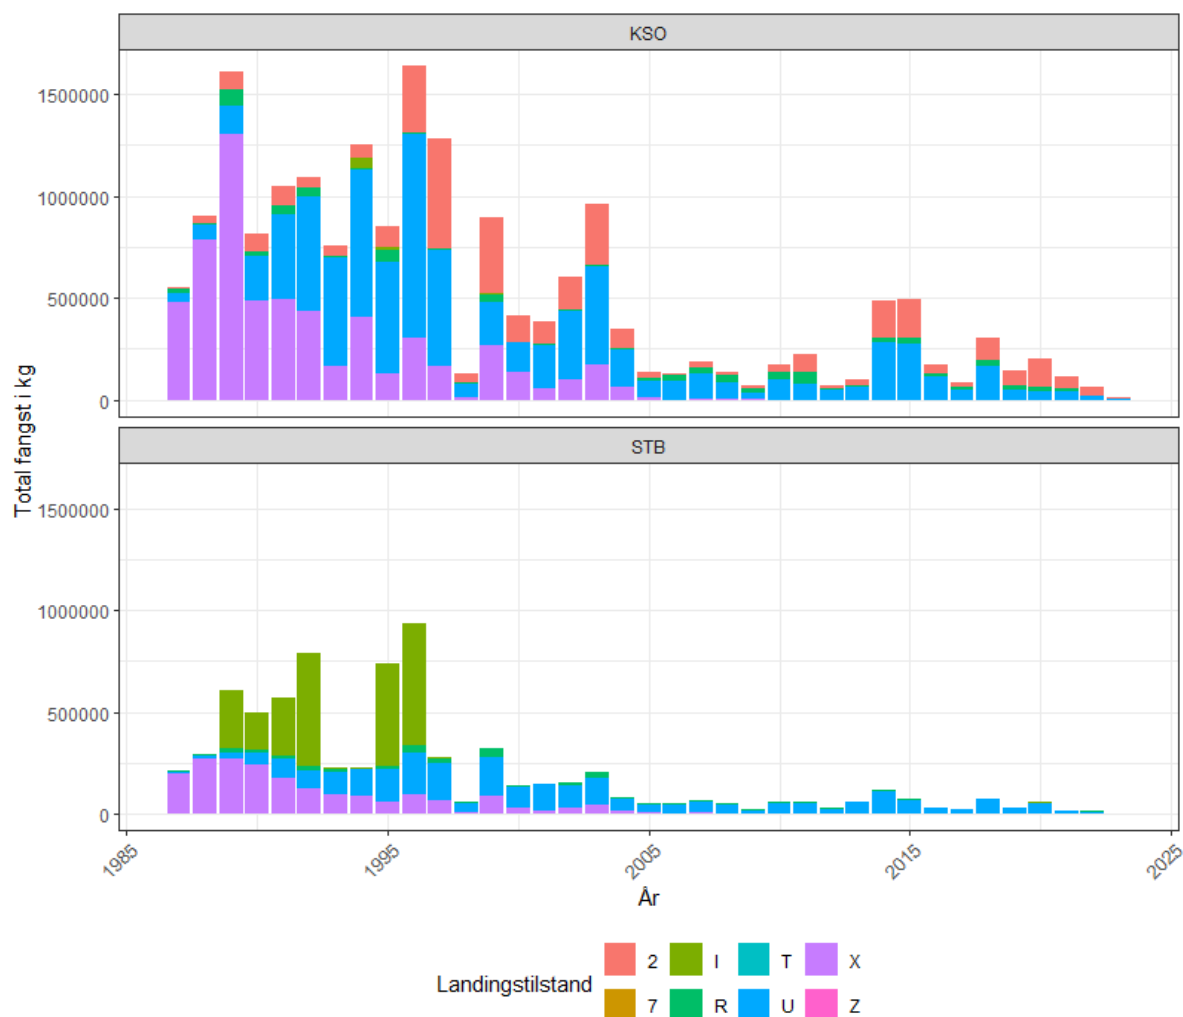 KSO
1500000
1000000
500000
0
STB
1500000
1000000
500000
0
Total fangst i kg
1985
1995
2005
2015
2025
År
Landingstilstand
2 I T X
7 R U Z